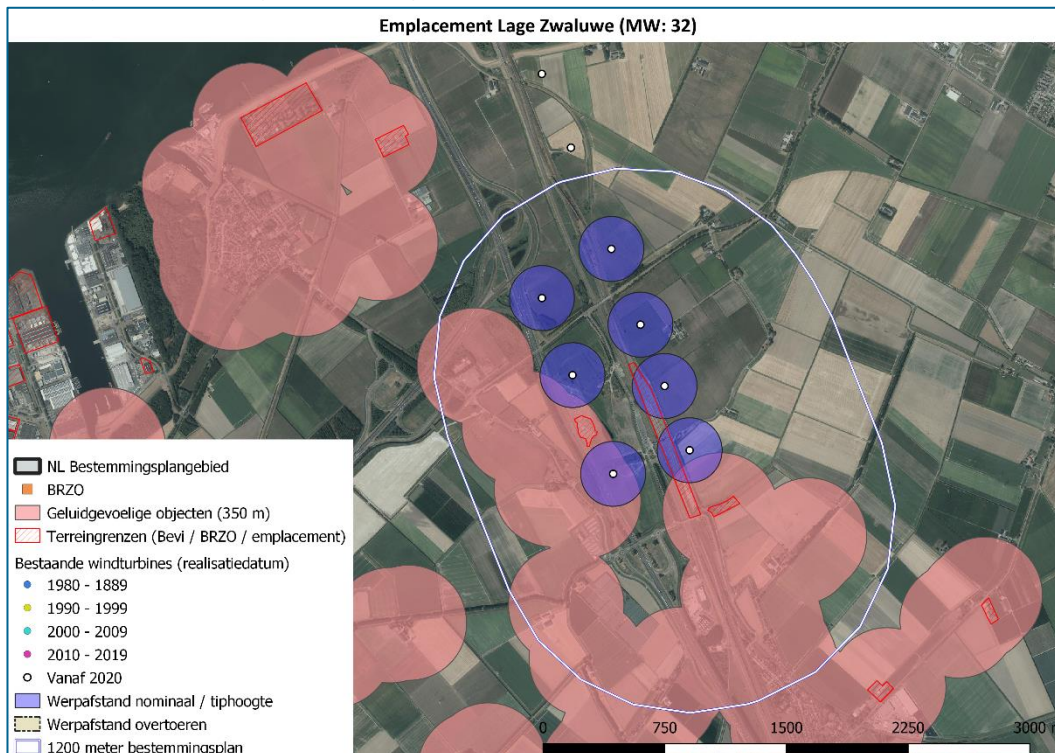 Emplacement Lage Zwaluwe (MW: 32)
NL Bestemmingsplangebied
BRZO
Geluidgevoelige objecten (350 m)
Terreingrenzen (Bevi / BRZO / emplacement)
Bestaande windturbines (realisatiedatum)
1980 - 1889
1990 - 1999
2000 - 2009
2010 - 2019
Vanaf 2020
Werpafstand nominaal / tiphoogte
Werpafstand overtoeren
1200 meter bestemmingsplan
0 750 1500 2250 3000